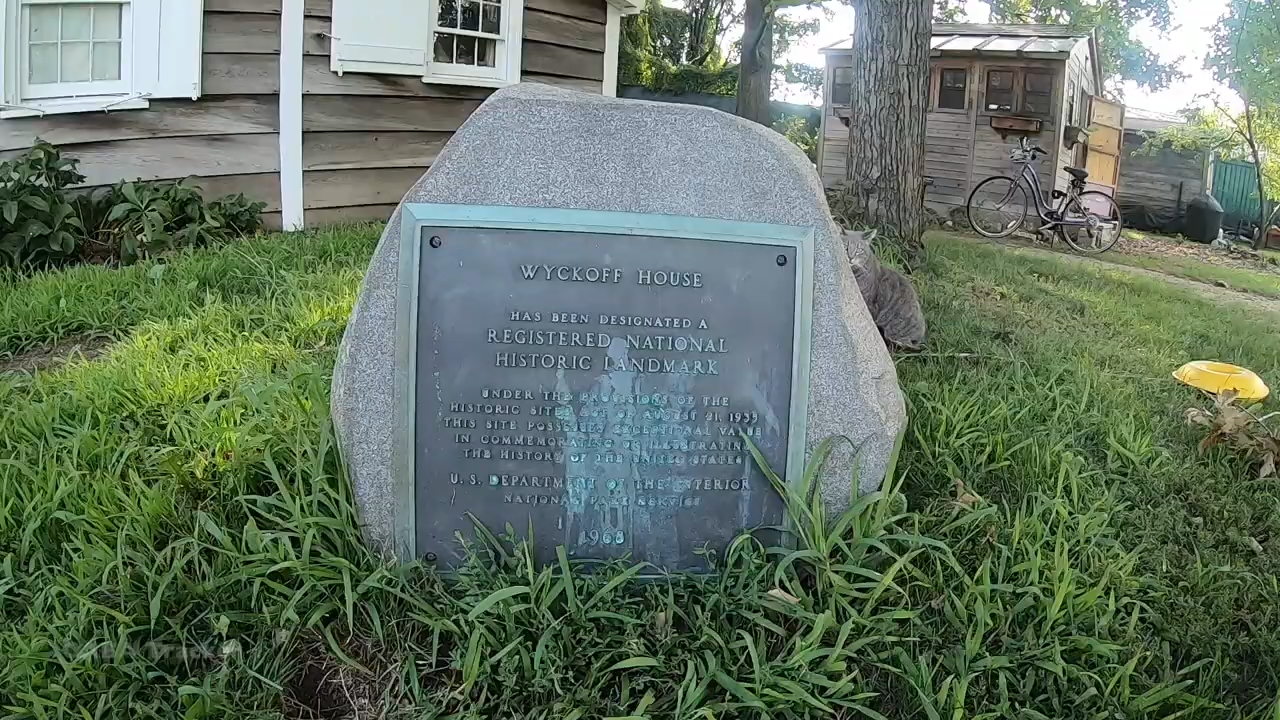 WYCKOFF HOUSE
HAS BEEN DESIGNATED A
REGISTERED NATIONAL
HISTORIC LANDMARK
UNDER THE PROVISIONS OF THE
HISTORIC SITES ACT OF AUGUST 21, 1935
THIS SITE POSSESSES EXCEPTIONAL VALUE
IN COMMEMORATING OR ILLUSTRATING
THE HISTORY OF THE UNITED STATES
U. S. DEPARTMENT OF THE INTERIOR
NATIONAL PARK SERVICE
1968